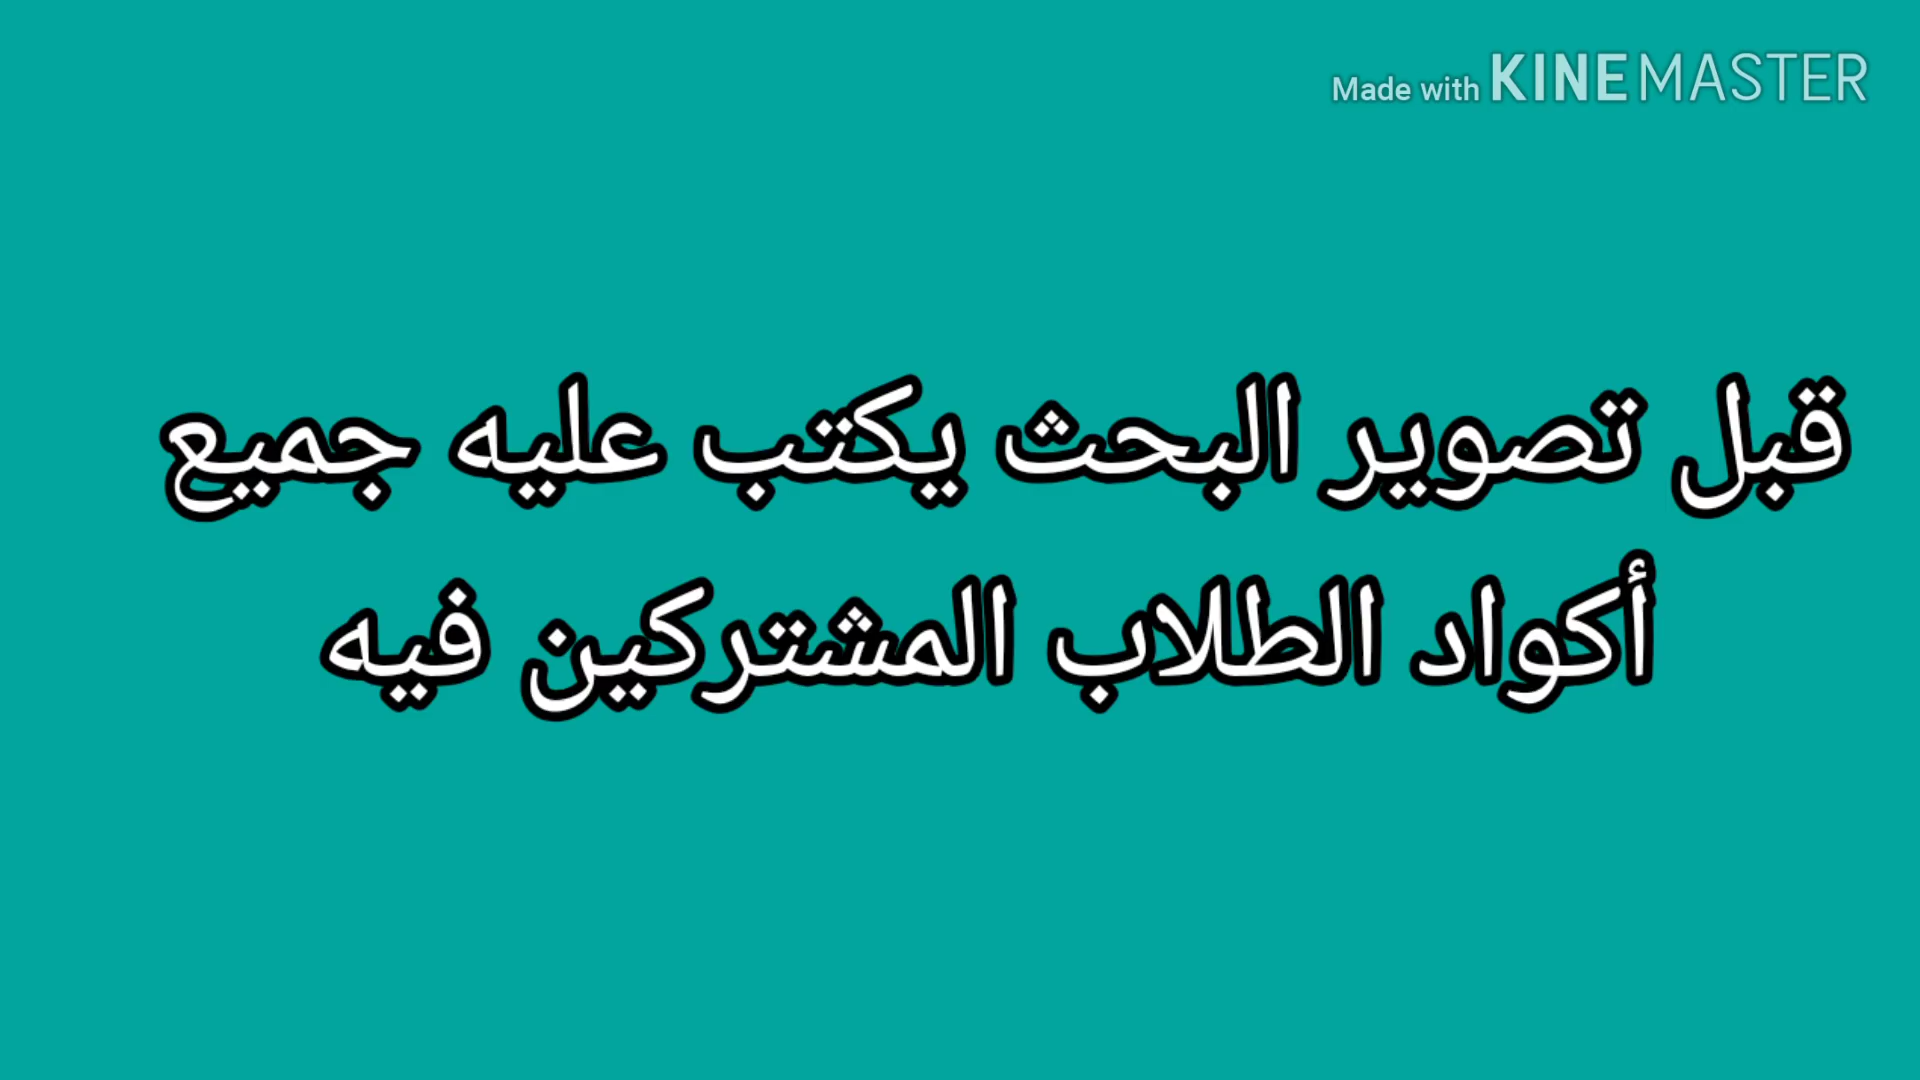 Made with KINEMASTER
قبل تصوير البحث يكتب عليه جميع
أكواد الطلاب المشتركين فيه